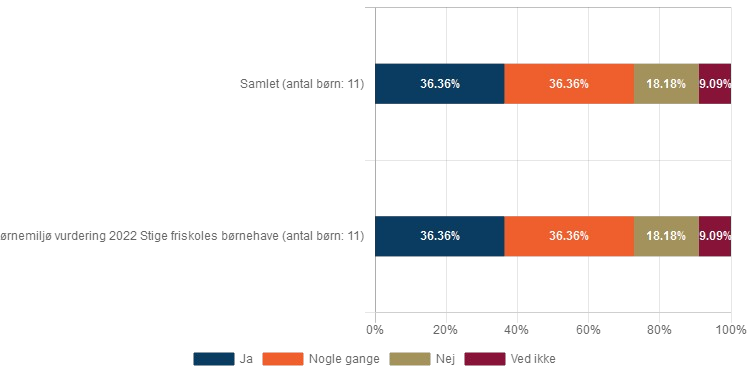 Samlet (antal børn: 11)
36.36% 36.36% 18.18% 9.09%
ørnemiljø vurdering 2022 Stige friskoles børnehave (antal børn: 11)
36.36% 36.36% 18.18% 9.09%
0% 20% 40% 60% 80% 100%
Ja Nogle gange Nej Ved ikke